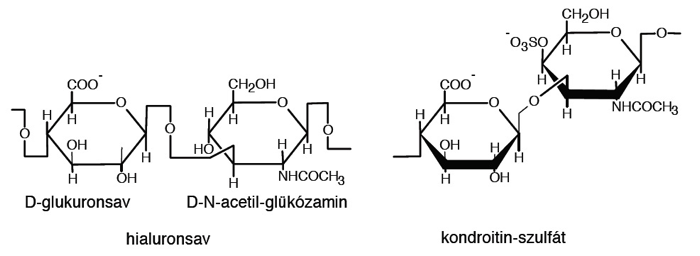 COO⁻
H O H
O H O
OH H
H OH
CH₂OH
H O H
HO H O
H H
H NHCOCH₃
D-glukuronsav D-N-acetil-glükózamin
hialuronsav
CH₂OH
⁻O₃SO O O
H H
H H
H NHCOCH₃
COO⁻
H O O
H H
OH H
H OH
kondroitin-szulfát